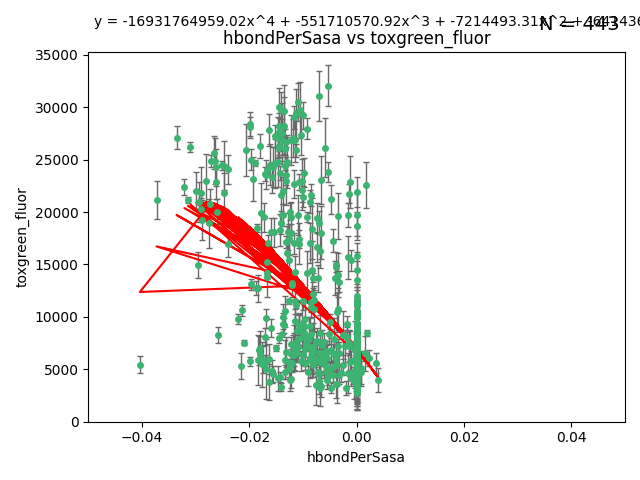 y = -16931764959.02x^4 + -551710570.92x^3 + -7214493.31x^2 +
N = 443
hbondPerSasa vs toxgreen_fluor
35000
30000
25000
20000
15000
10000
5000
0
toxgreen_fluor
-0.04 -0.02 0.00 0.02 0.04
hbondPerSasa